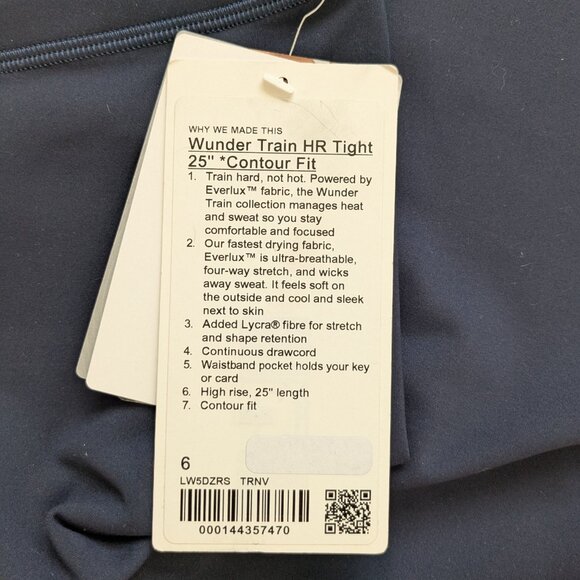 WHY WE MADE THIS
Wunder Train HR Tight
25" *Contour Fit
1. Train hard, not hot. Powered by
Everlux™ fabric, the Wunder
Train collection manages heat
and sweat so you stay
comfortable and focused
2. Our fastest drying fabric,
Everlux™ is ultra-breathable,
four-way stretch, and wicks
away sweat. It feels soft on
the outside and cool and sleek
next to skin
3. Added Lycra® fibre for stretch
and shape retention
4. Continuous drawcord
5. Waistband pocket holds your key
or card
6. High rise, 25" length
7. Contour fit
6
LW5DZRS TRNV
000144357470